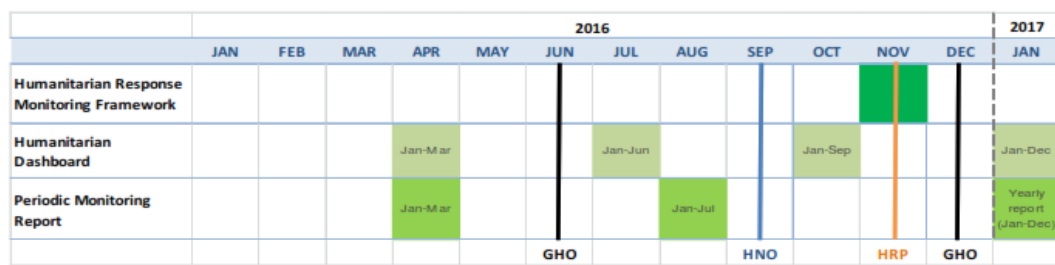 2016 2017
JAN FEB MAR APR MAY JUN JUL AUG SEP OCT NOV DEC JAN
Humanitarian Response
Monitoring Framework
Humanitarian
Dashboard
Jan-Mar Jan-Jun Jan-Sep Jan-Dec
Periodic Monitoring
Report
Jan-Mar Jan-Jul Yearly
report
(Jan-Dec)
GHO HNO HRP GHO